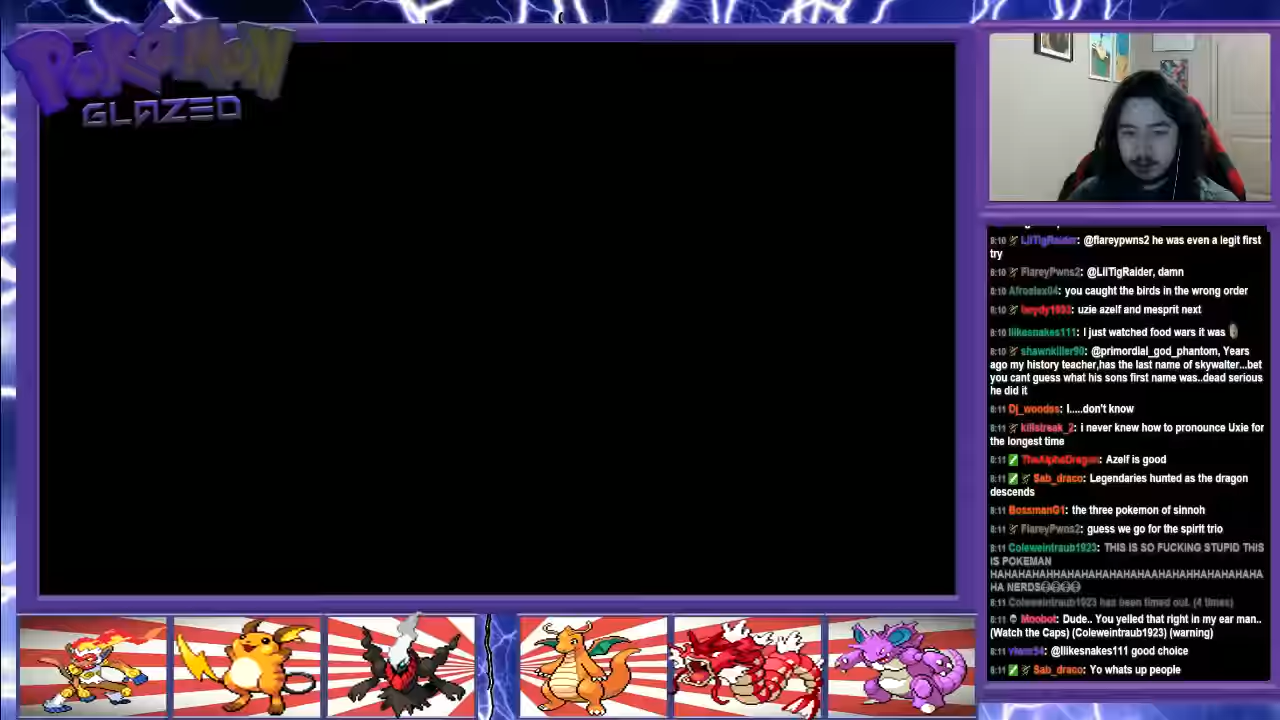 POKéMON
GLAZED
8:10 LilTigRaider: @flareypwns2 he was even a legit first
try
8:10 FlareyPwns2: @LilTigRaider, damn
8:10 Afroslax04: you caught the birds in the wrong order
8:10 uzie azelf and mesprit next
8:10 liikesnakes111: I just watched food wars it was
8:10 shawnkiller90: @primordial_god_phantom, Years
ago my history teacher,has the last name of skywalter...bet
you cant guess what his sons first name was..dead serious
he did it
8:11 Dj_woodss: I.....don't know
8:11 killstreak_2: i never knew how to pronounce Uxie for
the longest time
8:11 TheAlphaDragon: Azelf is good
8:11 Sab_draco: Legendaries hunted as the dragon
descends
8:11 BossmanG1: the three pokemon of sinnoh
8:11 FlareyPwns2: guess we go for the spirit trio
8:11 Coleweintraub1923: THIS IS SO FUCKING STUPID THIS
IS POKEMAN
HAHAHAHAHHAHAHAHAHAHAHAAHAHAHHAHAHAHAHA
HA NERDS
8:11 Coleweintraub1923 has been timed out. (4 times)
8:11 Moobot: Dude.. You yelled that right in my ear man..
(Watch the Caps) (Coleweintraub1923) (warning)
8:11 @liikesnakes111 good choice
8:11 Sab_draco: Yo whats up people